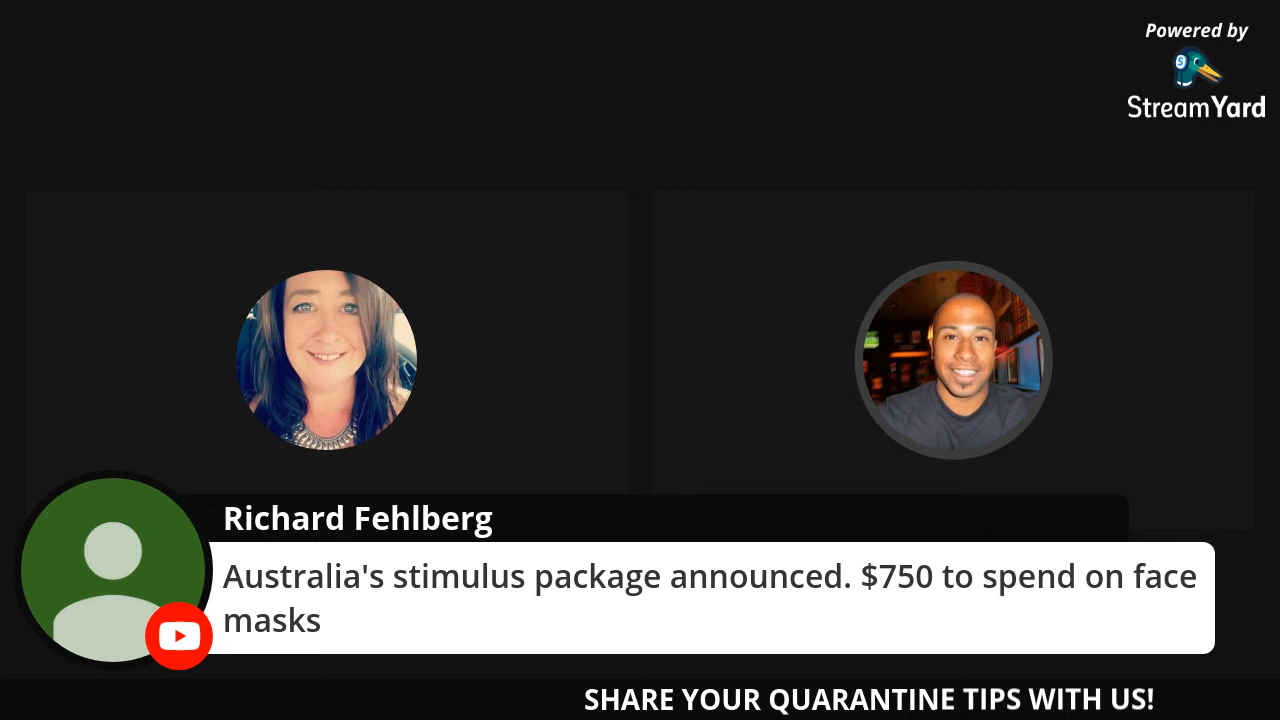 Powered by
StreamYard
Richard Fehlberg
Australia's stimulus package announced. $750 to spend on face
masks
SHARE YOUR QUARANTINE TIPS WITH US!